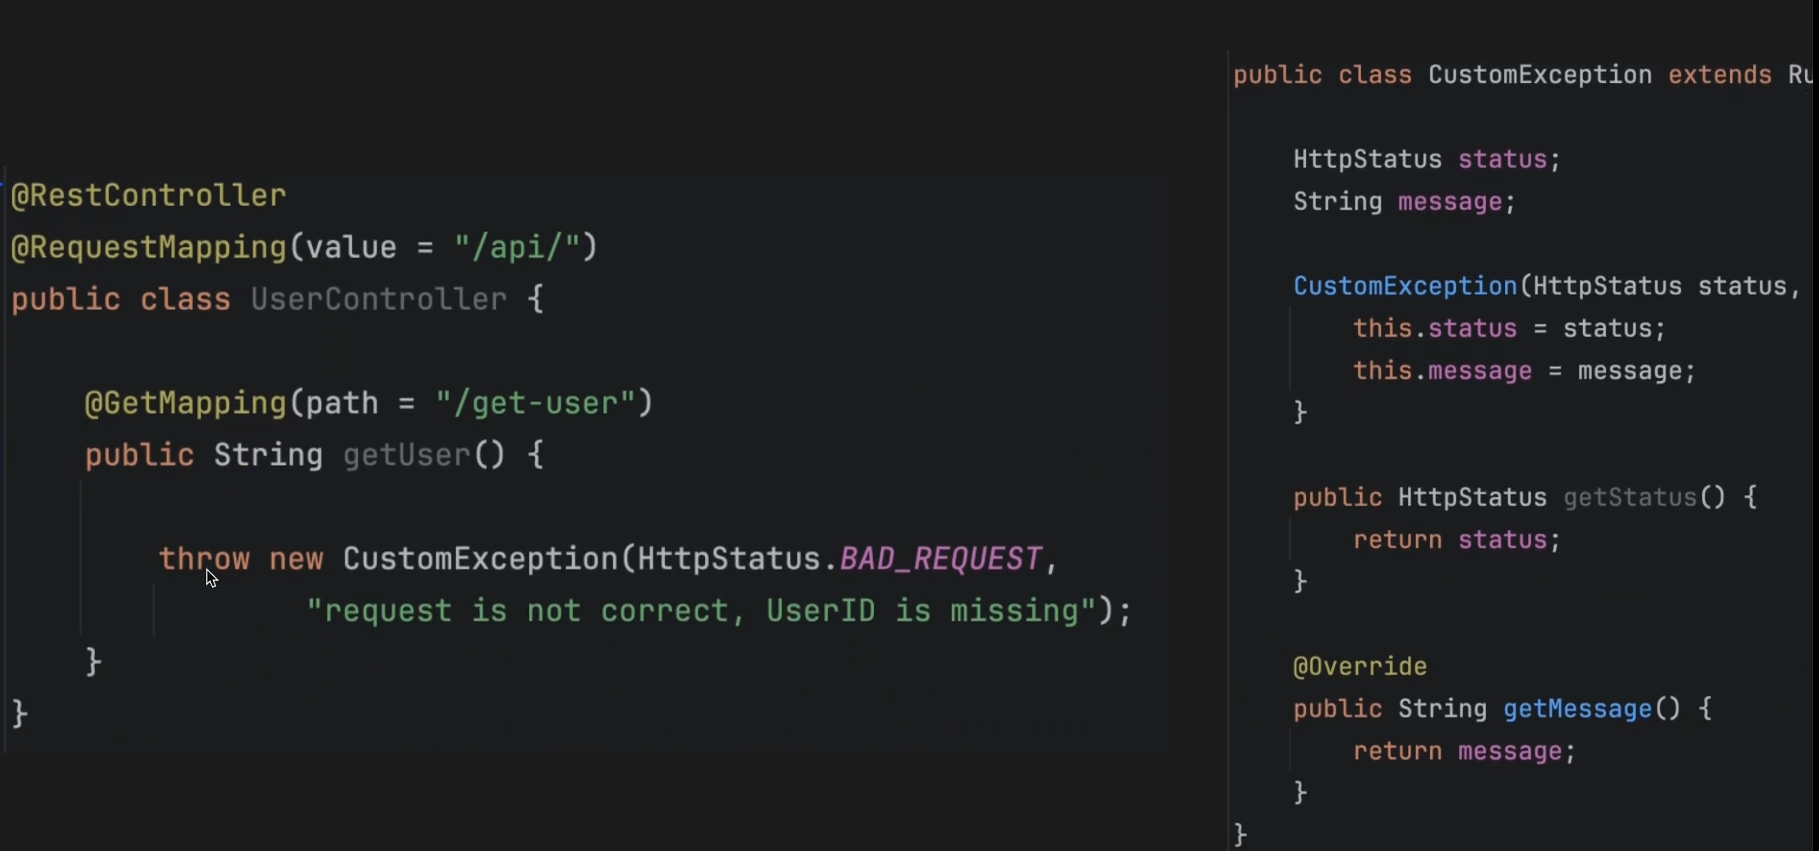 @RestController
@RequestMapping(value = "/api/")
public class UserController {
@GetMapping(path = "/get-user")
public String getUser() {
throw new CustomException(HttpStatus.BAD_REQUEST,
"request is not correct, UserID is missing");
}
}
public class CustomException extends
HttpStatus status;
String message;
CustomException(HttpStatus status,
this.status = status;
this.message = message;
}
public HttpStatus getStatus() {
return status;
}
@Override
public String getMessage() {
return message;
}
}